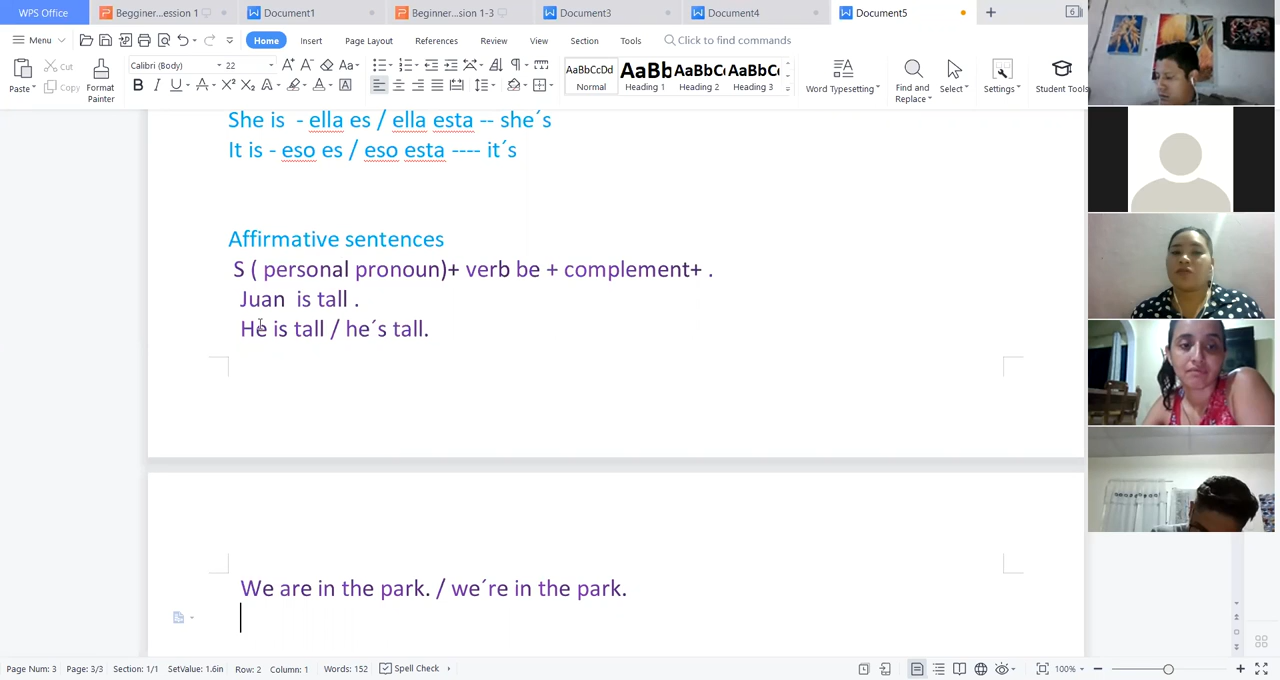 WPS Office
Begginer...ession 1
Document1
Beginner...sion 1-3
Document3
Document4
Document5
6
Menu
Home
Insert
Page Layout
References
Review
View
Section
Tools
Click to find commands
Paste
Cut
Copy
Format Painter
Calibri (Body)
22
AaBbCcDd
Normal
AaBb
Heading 1
AaBbC
Heading 2
AaBbC
Heading 3
Word Typesetting
Find and Replace
Select
Settings
Student Tools
She is - ella es / ella esta -- she´s
It is - eso es / eso esta ---- it´s
Affirmative sentences
S ( personal pronoun)+ verb be + complement+ .
Juan is tall .
He is tall / he´s tall.
We are in the park. / we´re in the park.
Page Num: 3
Page: 3/3
Section: 1/1
SetValue: 1.6in
Row: 2
Column: 1
Words: 152
Spell Check
100%